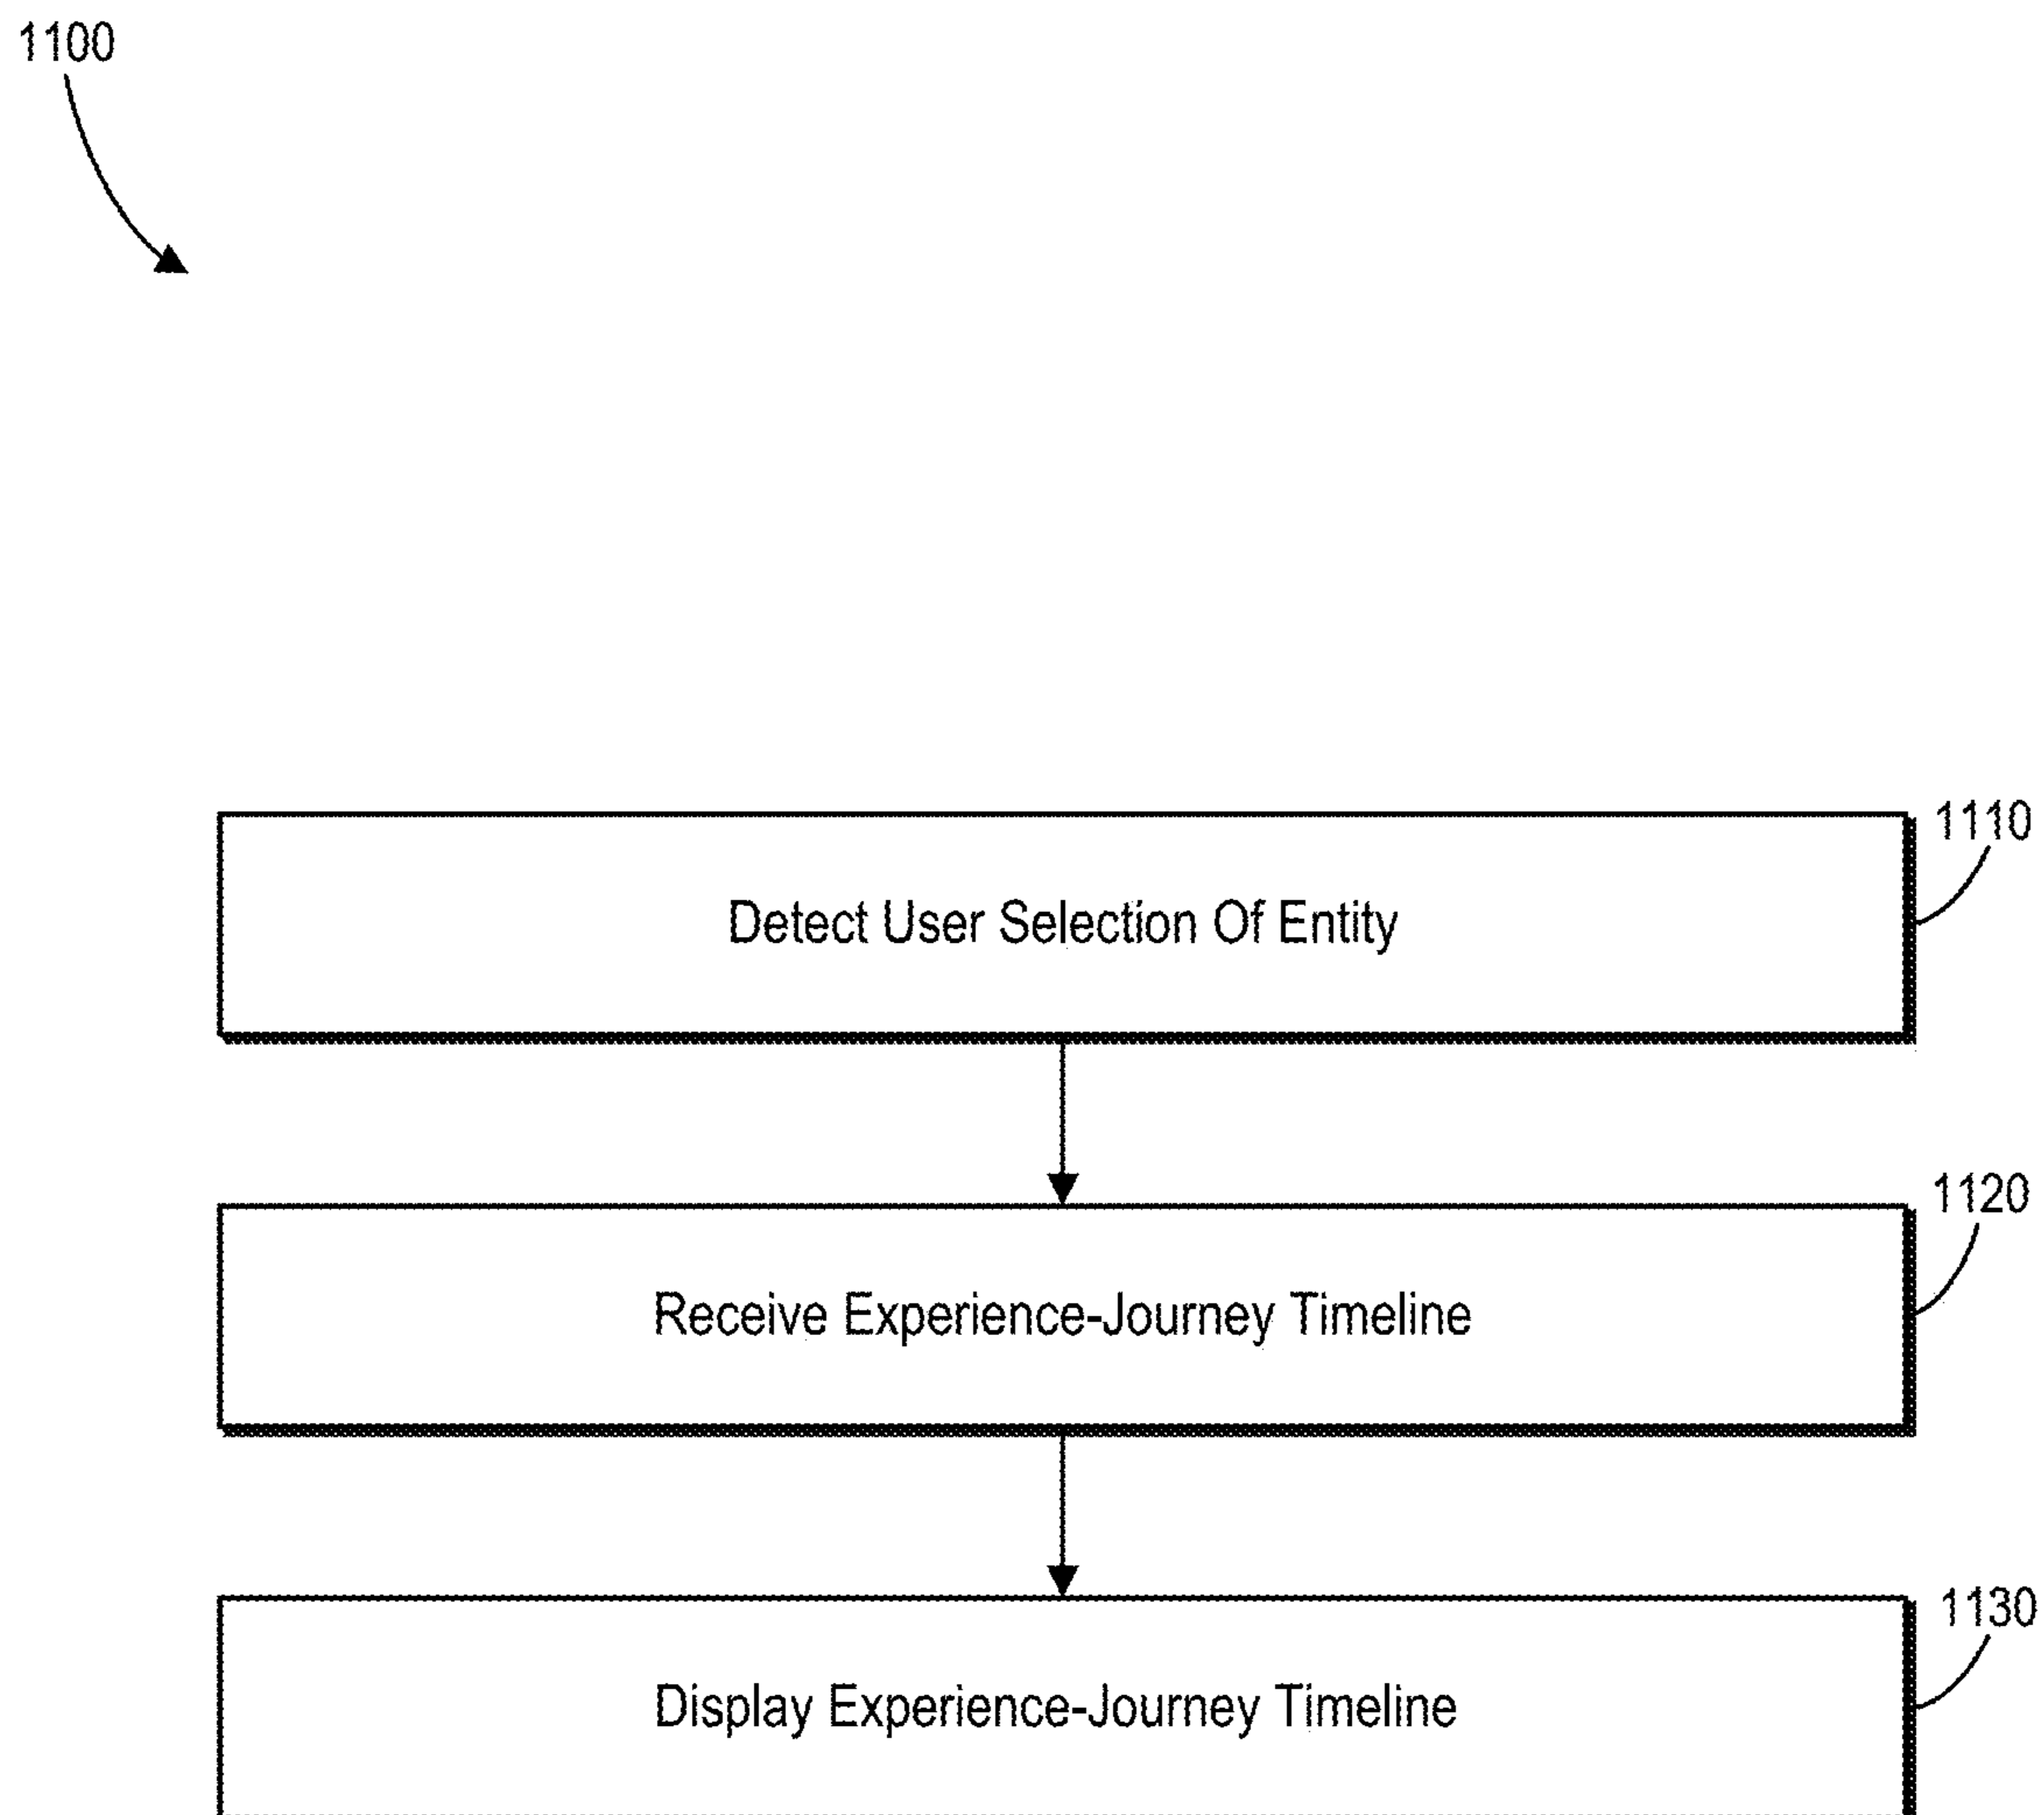 1100
1110
Detect User Selection Of Entity
1120
Receive Experience-Journey Timeline
1130
Display Experience-Journey Timeline